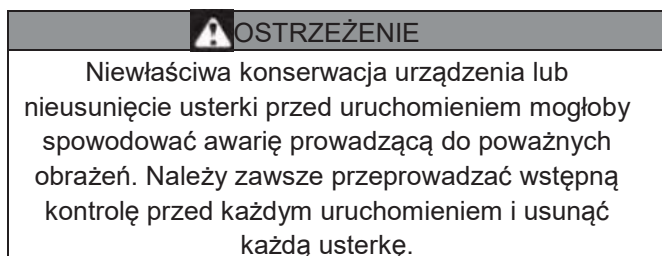 OSTRZEŻENIE
Niewłaściwa konserwacja urządzenia lub
nieusunięcie usterki przed uruchomieniem mogłoby
spowodować awarię prowadzącą do poważnych
obrażeń. Należy zawsze przeprowadzać wstępną
kontrolę przed każdym uruchomieniem i usunąć
każdą usterkę.